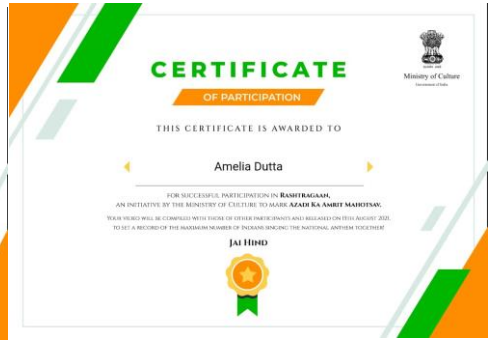 CERTIFICATE
OF PARTICIPATION
Ministry of Culture
Government of India
THIS CERTIFICATE IS AWARDED TO
Amelia Dutta
FOR SUCCESSFUL PARTICIPATION IN RASHTRAGAAN,
AN INITIATIVE BY THE MINISTRY OF CULTURE TO MARK AZADI KA AMRIT MAHOTSAV.
YOUR VIDEO WILL BE COMPILED WITH THOSE OF OTHER PARTICIPANTS AND RELEASED ON 15TH AUGUST 2021,
TO SET A RECORD OF THE MAXIMUM NUMBER OF INDIANS SINGING THE NATIONAL ANTHEM TOGETHER!
JAI HIND